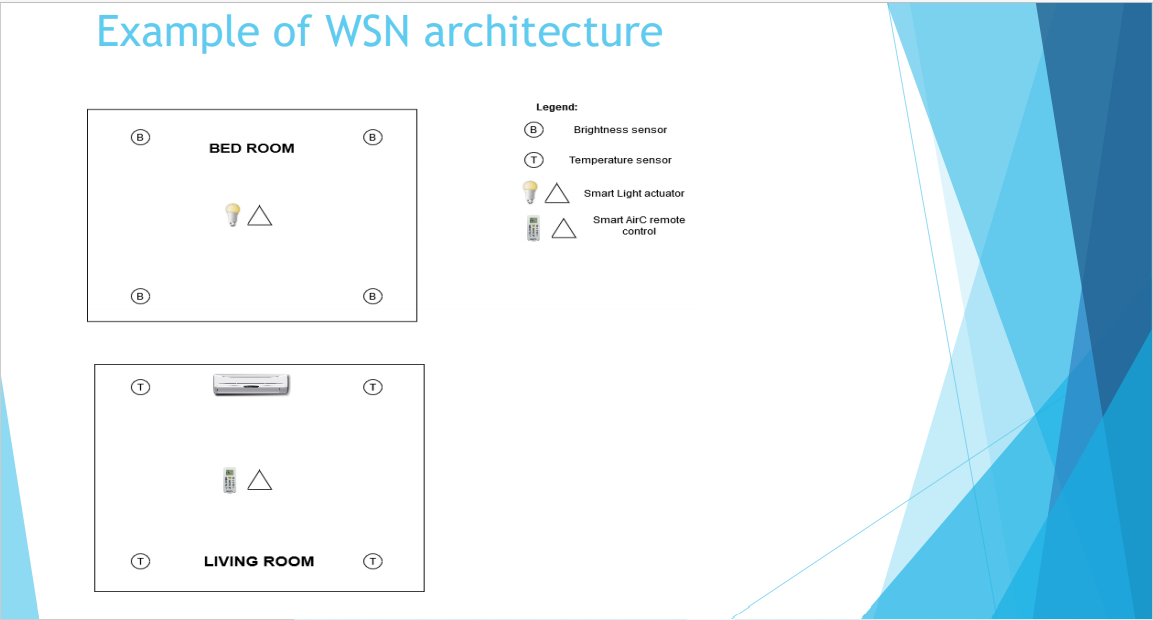 Example of WSN architecture
B
B
BED ROOM
B
B
T
T
T
LIVING ROOM
T
Legend:
B Brightness sensor
T Temperature sensor
Smart Light actuator
Smart AirC remote
control